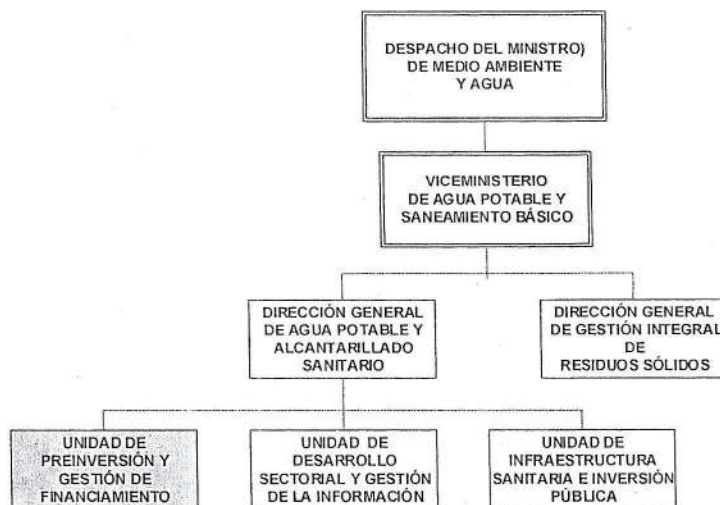 DESPACHO DEL MINISTRO)
DE MEDIO AMBIENTE
Y AGUA
VICEMINISTERIO
DE AGUA POTABLE Y
SANEAMIENTO BÁSICO
DIRECCIÓN GENERAL
DE AGUA POTABLE Y
ALCANTARILLADO
SANITARIO
DIRECCIÓN GENERAL
DE GESTIÓN INTEGRAL
DE
RESIDUOS SÓLIDOS
UNIDAD DE
PREINVERSIÓN Y
GESTIÓN DE
FINANCIAMIENTO
UNIDAD DE
DESARROLLO
SECTORIAL Y GESTIÓN
DE LA INFORMACIÓN
UNIDAD DE
INFRAESTRUCTURA
SANITARIA E INVERSIÓN
PÚBLICA